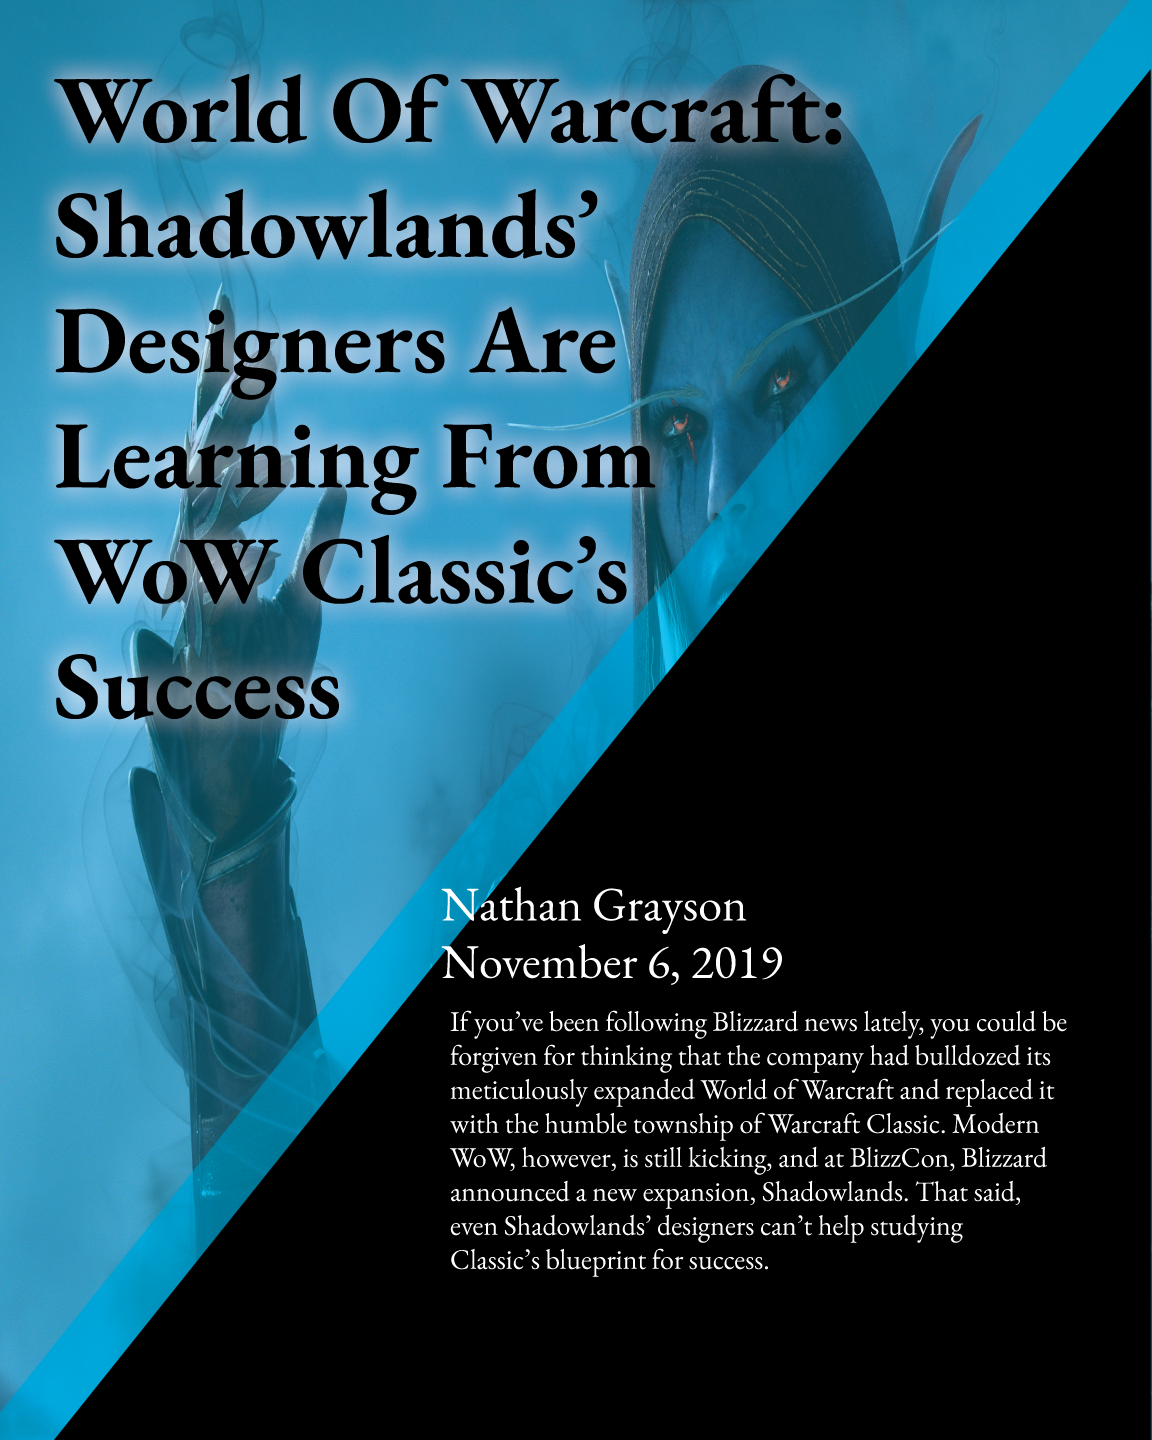 World Of Warcraft:
Shadowlands’
Designers Are
Learning From
WoW Classic’s
Success
Nathan Grayson
November 6, 2019
If you’ve been following Blizzard news lately, you could be
forgiven for thinking that the company had bulldozed its
meticulously expanded World of Warcraft and replaced it
with the humble township of Warcraft Classic. Modern
WoW, however, is still kicking, and at BlizzCon, Blizzard
announced a new expansion, Shadowlands. That said,
even Shadowlands’ designers can’t help studying
Classic’s blueprint for success.